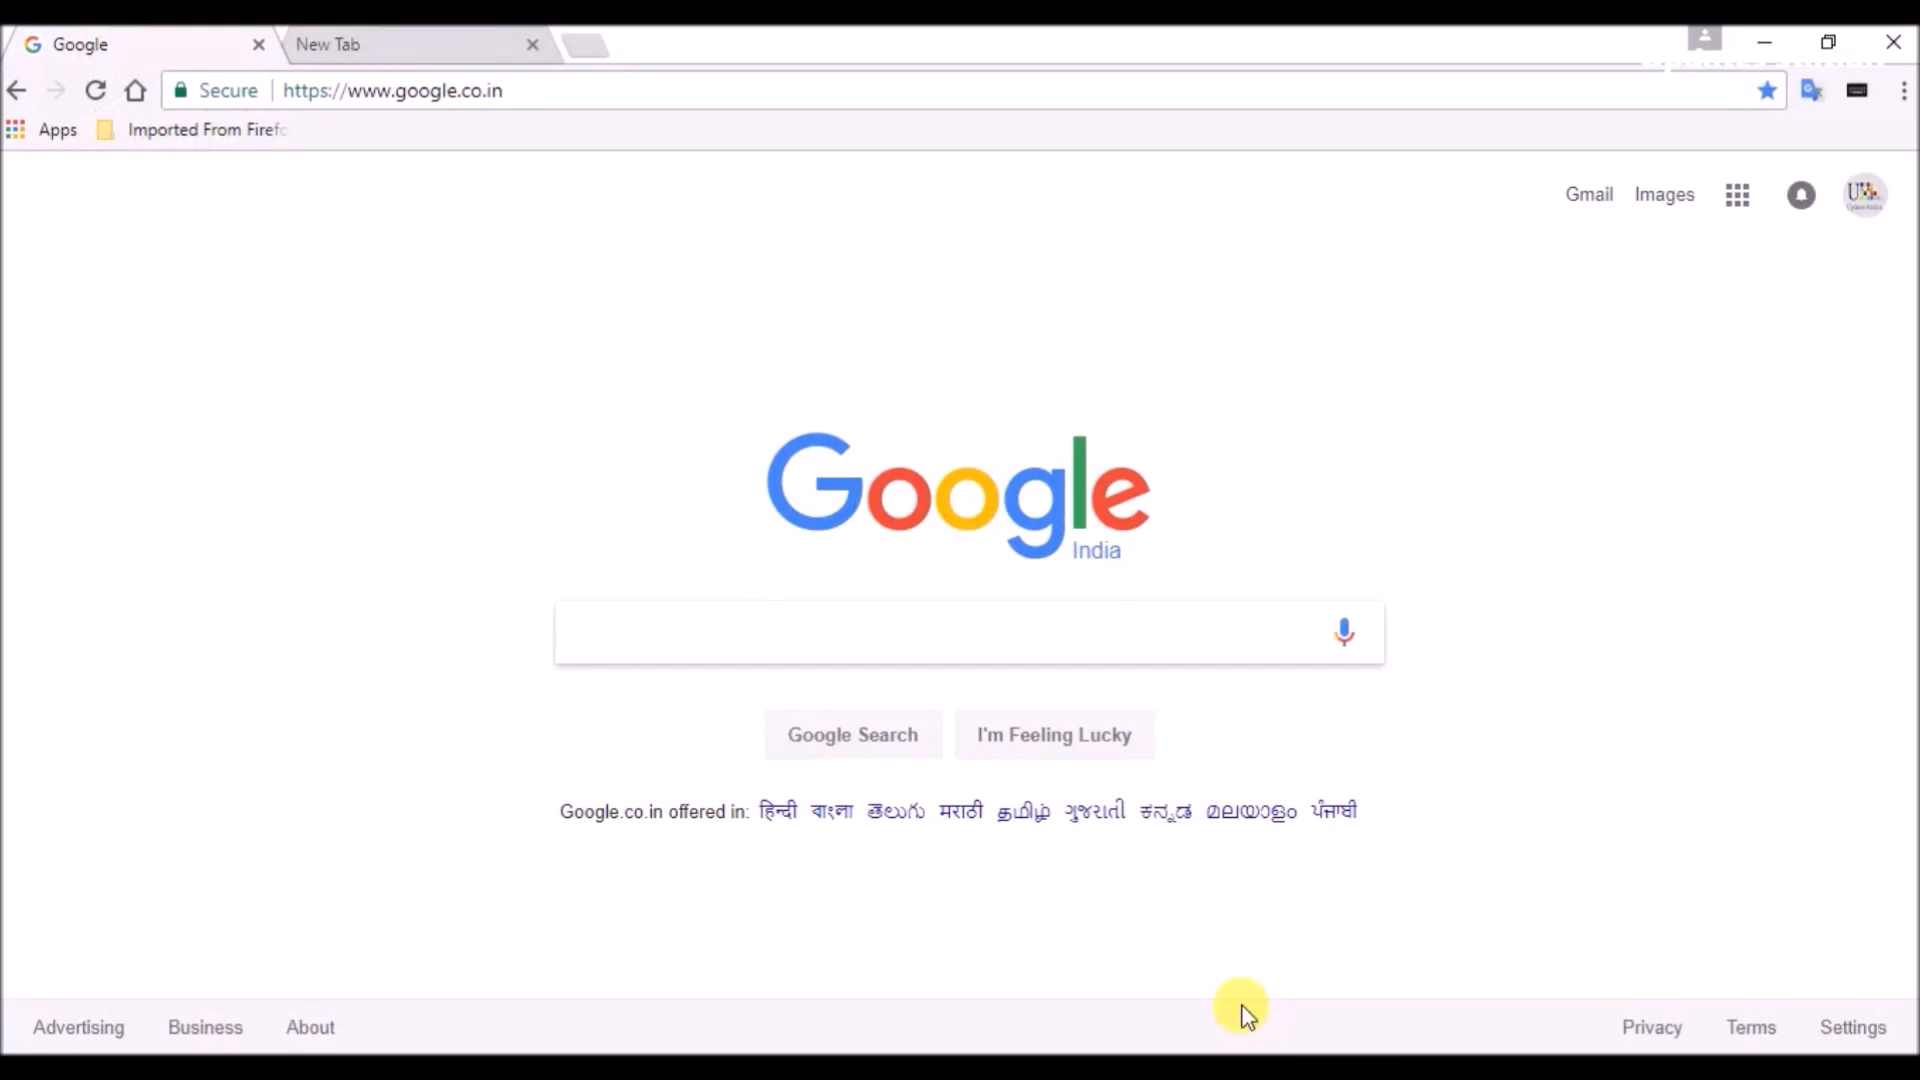 Google
New Tab
Secure
https://www.google.co.in
Apps
Imported From Firef
Gmail
Images
Google
India
Google Search
I'm Feeling Lucky
Google.co.in offered in: हिन्दी বাংলা తెలుగు मराठी தமிழ் ગુજરાતી ಕನ್ನಡ മലയാളം ਪੰਜਾਬੀ
Advertising
Business
About
Privacy
Terms
Settings